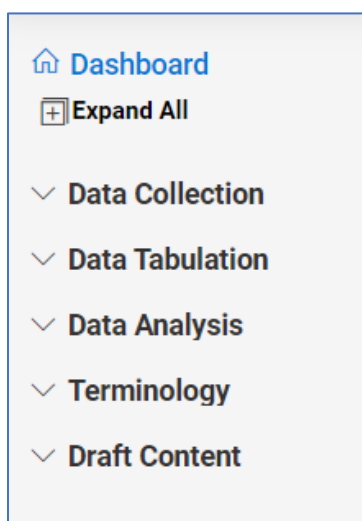 Dashboard
Expand All
Data Collection
Data Tabulation
Data Analysis
Terminology
Draft Content